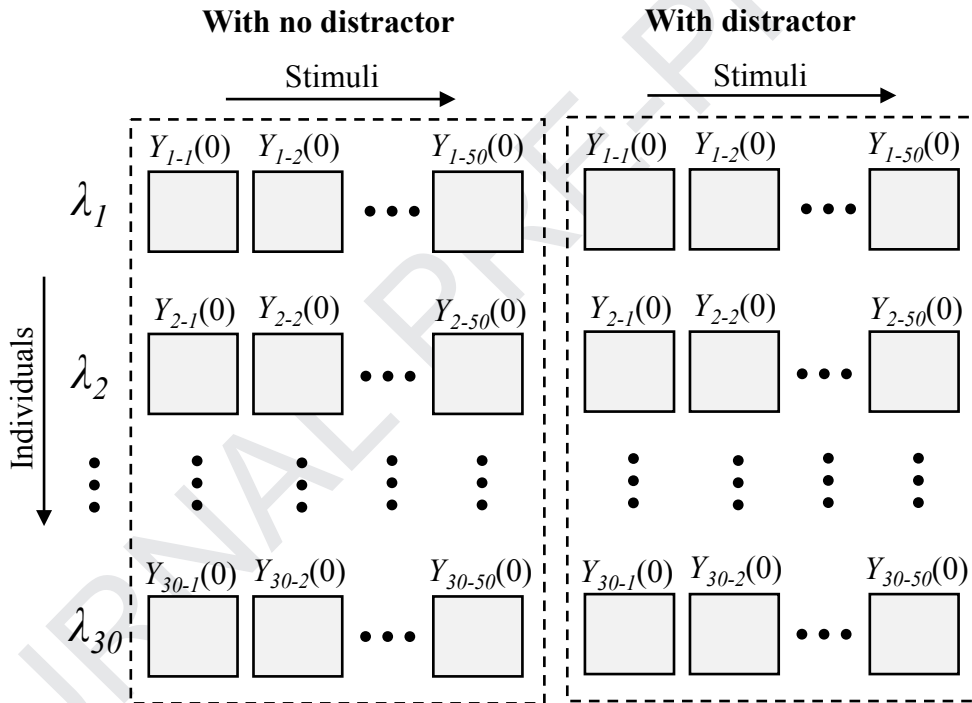 With no distractor With distractor
Stimuli Stimuli
Y1-1(0) Y1-2(0) Y1-50(0) Y1-1(0) Y1-2(0) Y1-50(0)
λ1
Y2-1(0) Y2-2(0) Y2-50(0) Y2-1(0) Y2-2(0) Y2-50(0)
λ2
Individuals
Y30-1(0) Y30-2(0) Y30-50(0) Y30-1(0) Y30-2(0) Y30-50(0)
λ30